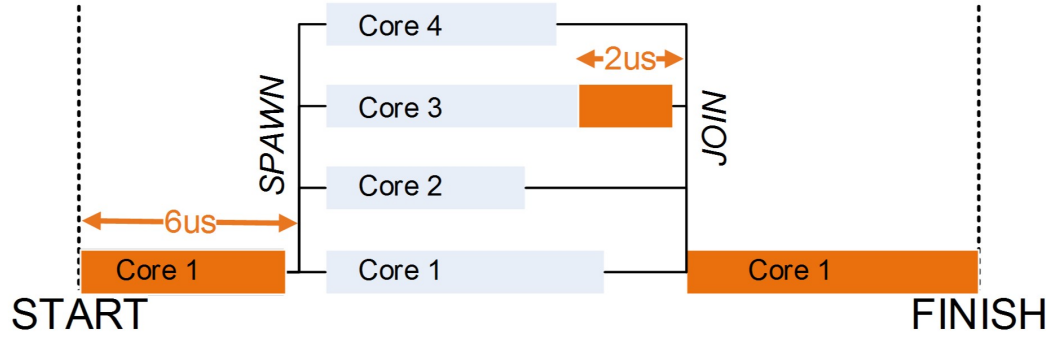 Core 4
2us
Core 3
SPAWN
JOIN
Core 2
6us
Core 1
Core 1
Core 1
START
FINISH